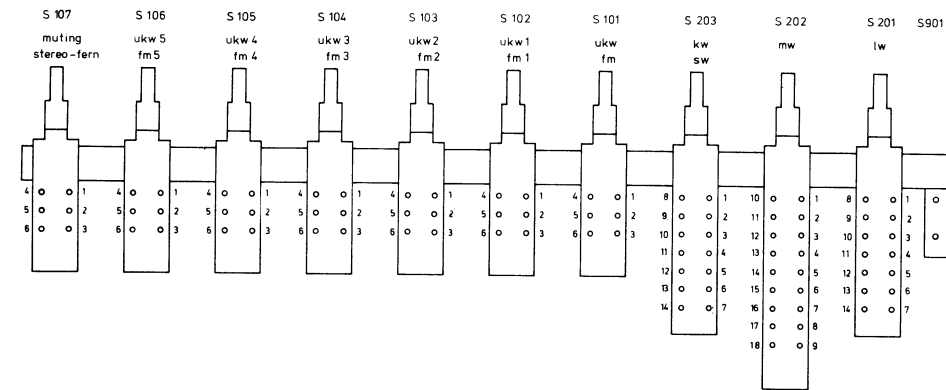 S 107 S 106 S 105 S 104 S 103 S 102 S 101 S 203 S 202 S 201 S901
muting ukw 5 ukw 4 ukw 3 ukw 2 ukw 1 ukw kw mw lw
stereo-fern fm 5 fm 4 fm 3 fm 2 fm 1 fm sw
4 1 4 1 4 1 4 1 4 1 4 1 4 1 8 1 10 1 8 1
5 2 5 2 5 2 5 2 5 2 5 2 5 2 9 2 11 2 9 2
6 3 6 3 6 3 6 3 6 3 6 3 6 3 10 3 12 3 10 3
11 4 13 4 11 4
12 5 14 5 12 5
13 6 15 6 13 6
14 7 16 7 14 7
17 8
18 9